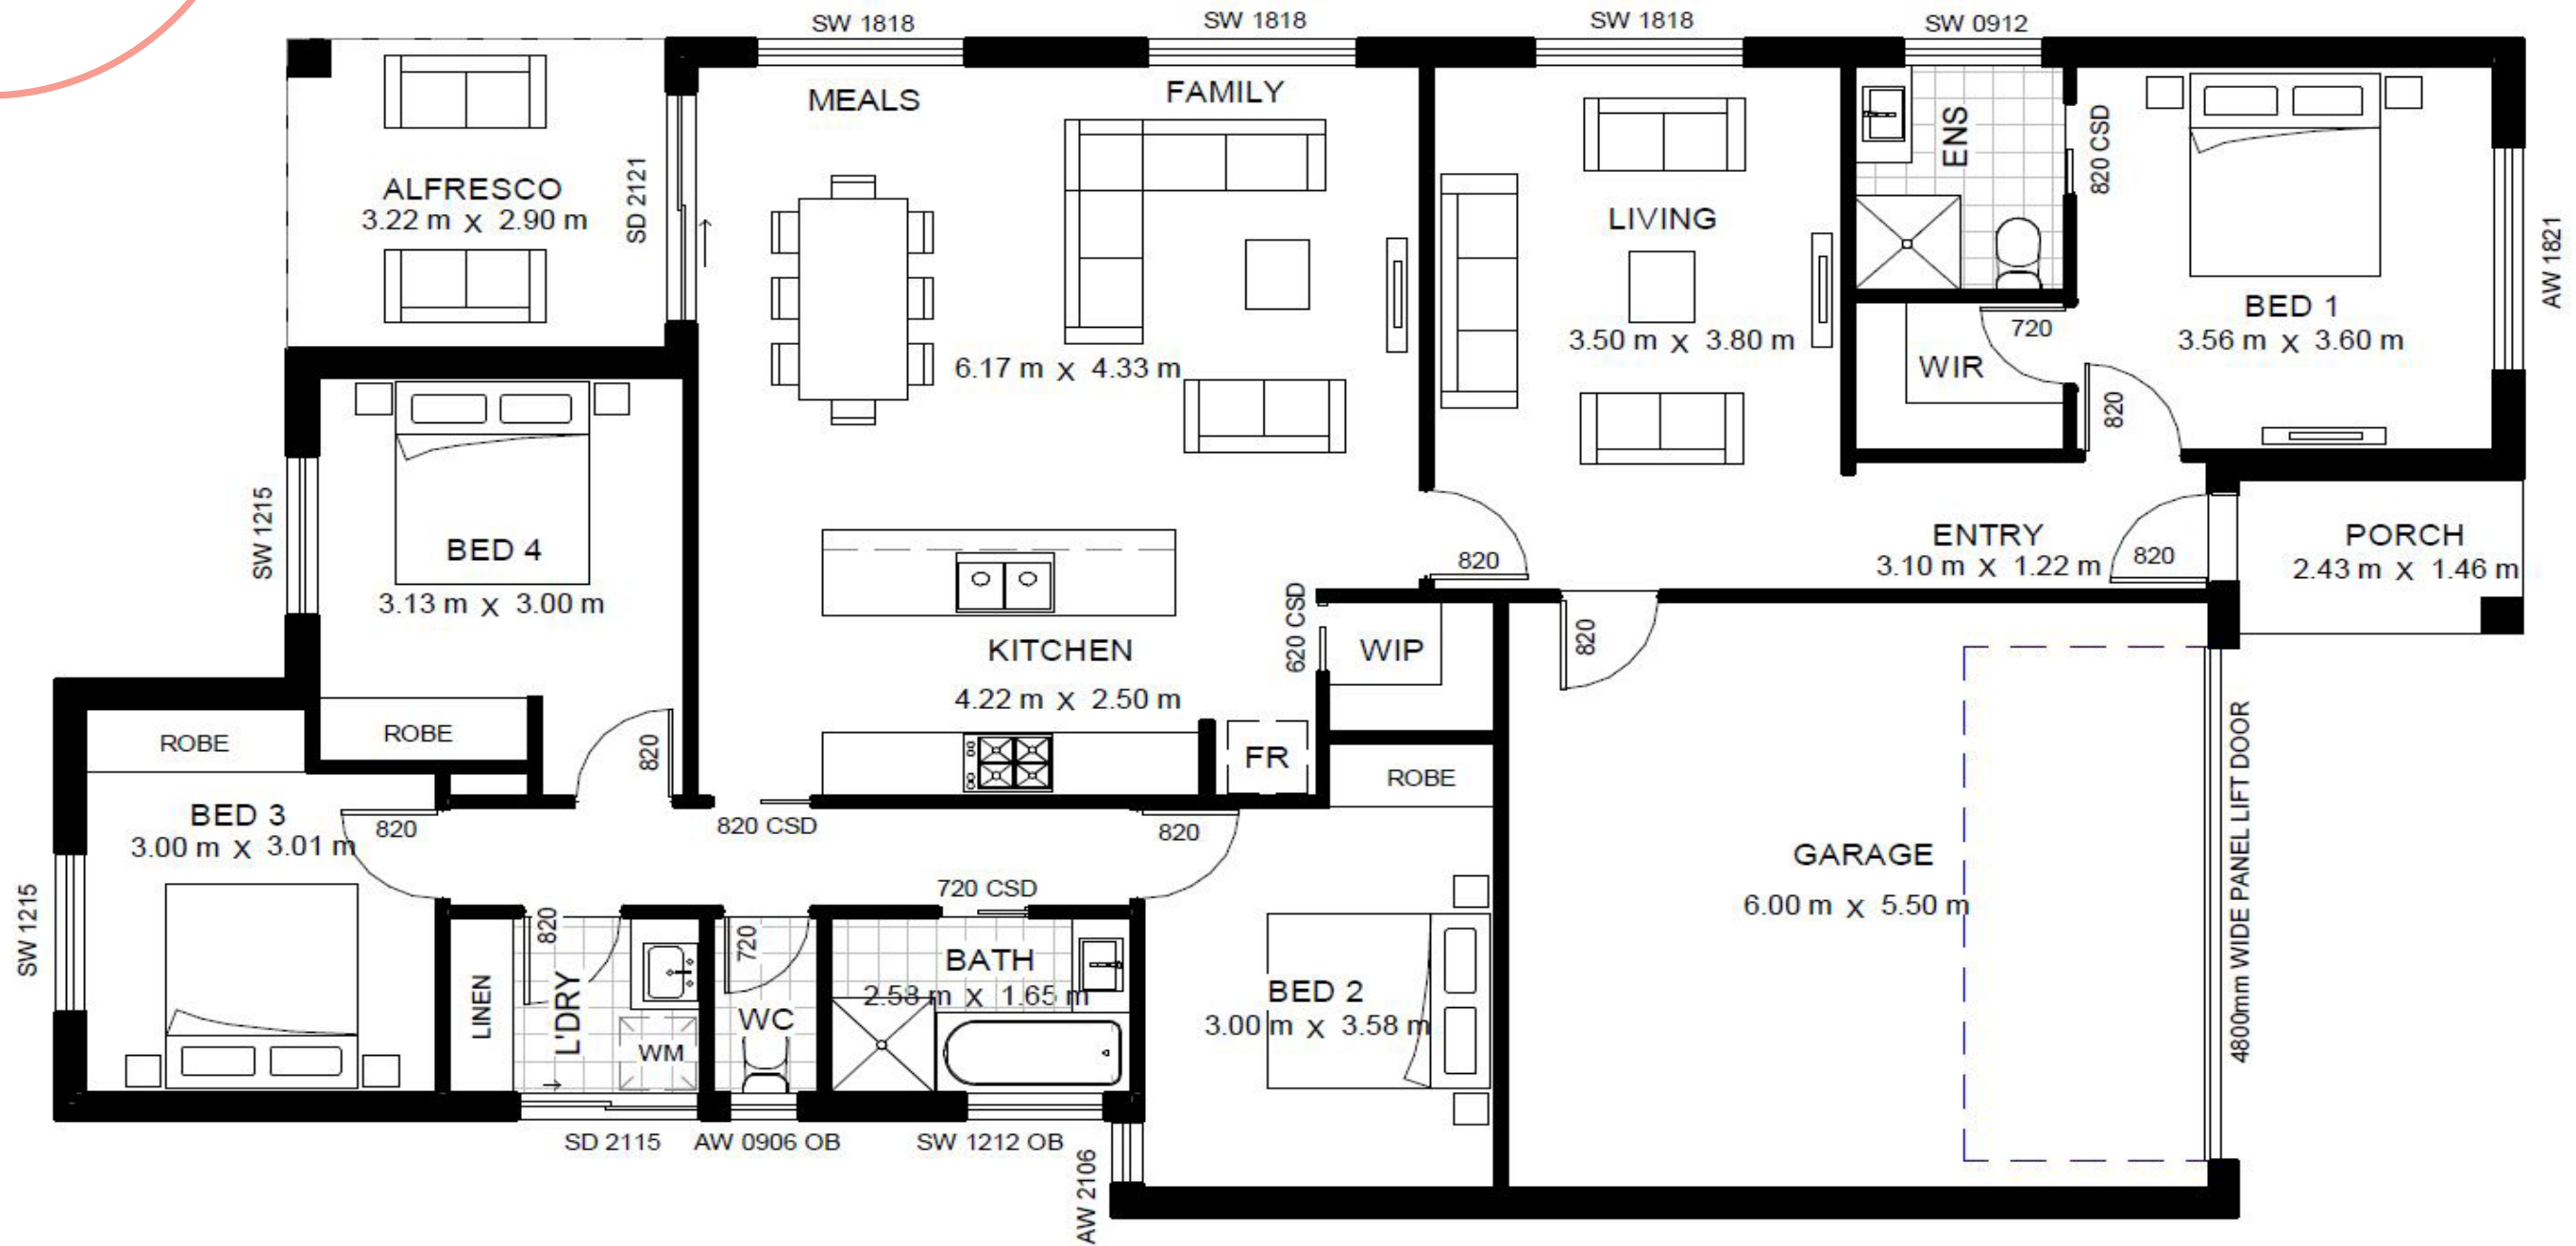 SW 1818
SW 1818
SW 1818
SW 0912
MEALS
FAMILY
ENS
820 CSD
ALFRESCO
3.22 m X 2.90 m
SD 2121
LIVING
3.50 m X 3.80 m
AW 1821
BED 1
3.56 m X 3.60 m
720
WIR
6.17 m X 4.33 m
820
SW 1215
BED 4
3.13 m X 3.00 m
820
ENTRY
3.10 m X 1.22 m
820
PORCH
2.43 m X 1.46 m
620 CSD
WIP
820
KITCHEN
4.22 m X 2.50 m
ROBE
ROBE
820
FR
ROBE
4800mm WIDE PANEL LIFT DOOR
BED 3
3.00 m X 3.01 m
820
820 CSD
820
GARAGE
6.00 m X 5.50 m
720 CSD
SW 1215
820
720
BATH
2.58 m X 1.65 m
LINEN
L'DRY
WC
WM
BED 2
3.00 m X 3.58 m
SD 2115
AW 0906 OB
SW 1212 OB
AW 2106